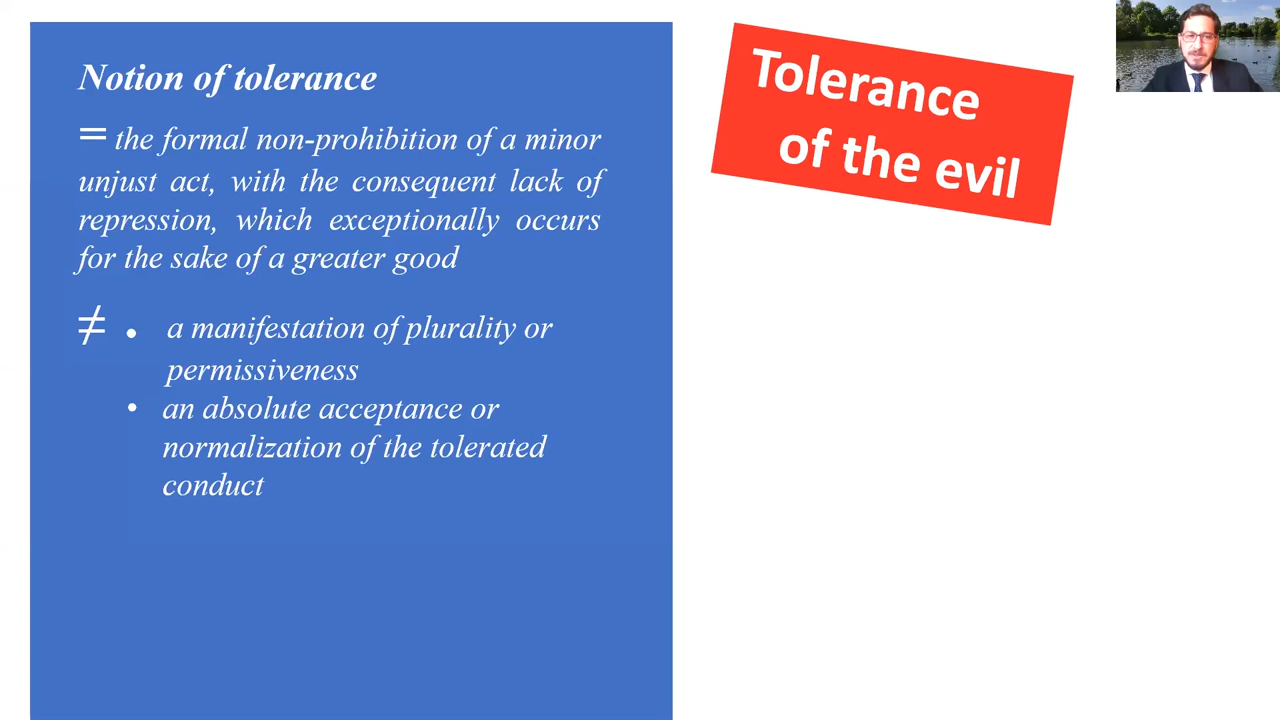 Notion of tolerance
= the formal non-prohibition of a minor
unjust act, with the consequent lack of
repression, which exceptionally occurs
for the sake of a greater good
≠ • a manifestation of plurality or
permissiveness
• an absolute acceptance or
normalization of the tolerated
conduct
Tolerance
of the evil